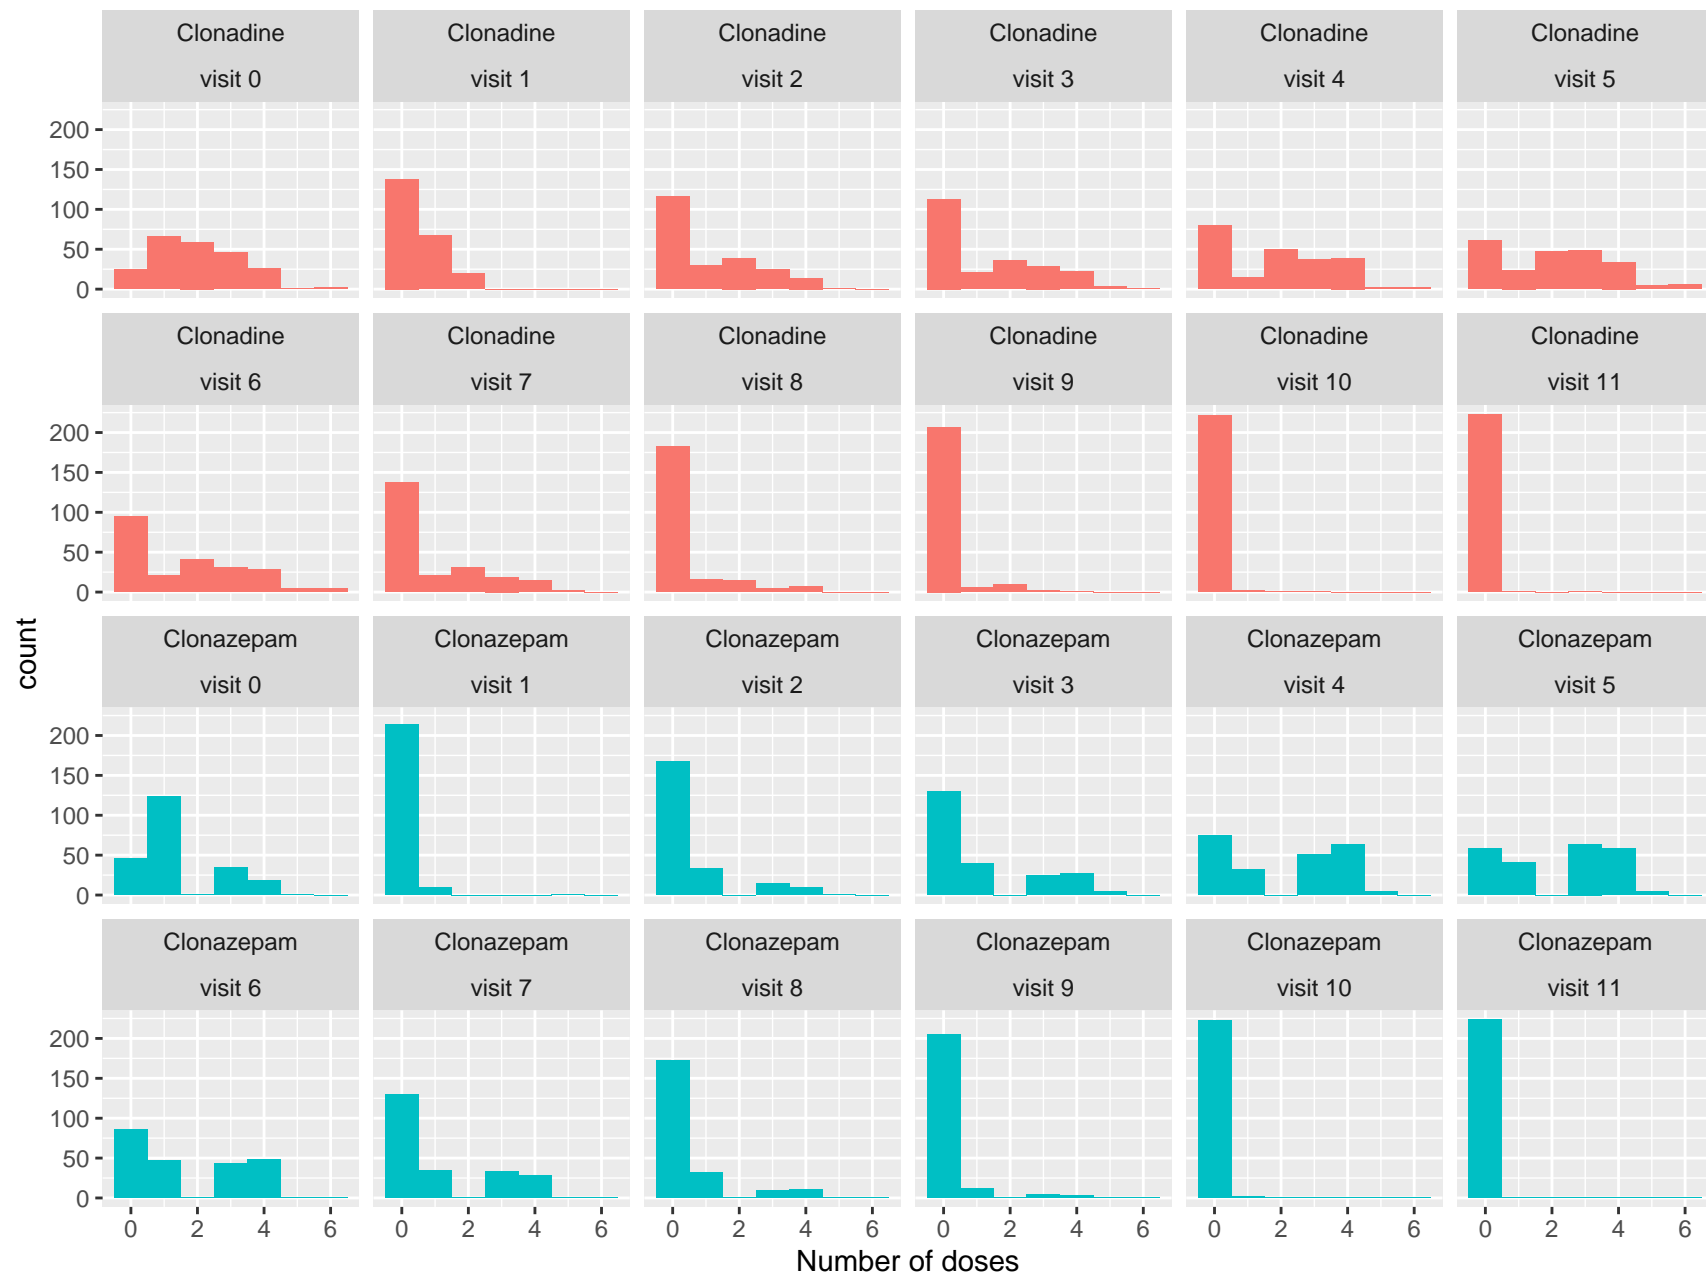 Clonadine Clonadine Clonadine Clonadine Clonadine Clonadine
visit 0 visit 1 visit 2 visit 3 visit 4 visit 5
200
150
100
50
0
Clonadine Clonadine Clonadine Clonadine Clonadine Clonadine
visit 6 visit 7 visit 8 visit 9 visit 10 visit 11
200
150
100
50
0
count
Clonazepam Clonazepam Clonazepam Clonazepam Clonazepam Clonazepam
visit 0 visit 1 visit 2 visit 3 visit 4 visit 5
200
150
100
50
0
Clonazepam Clonazepam Clonazepam Clonazepam Clonazepam Clonazepam
visit 6 visit 7 visit 8 visit 9 visit 10 visit 11
200
150
100
50
0
0 2 4 6 0 2 4 6 0 2 4 6 0 2 4 6 0 2 4 6 0 2 4 6
Number of doses